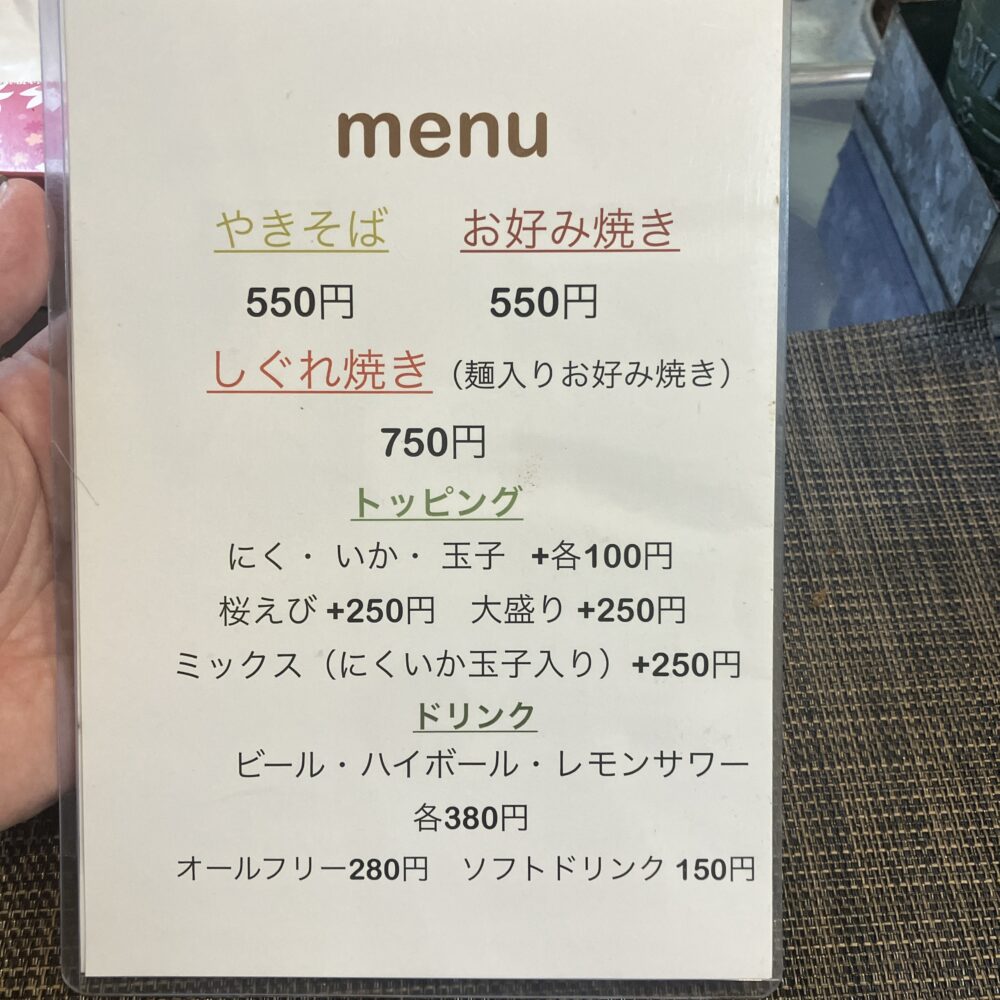 menu
やきそば お好み焼き
550円 550円
しぐれ焼き（麺入りお好み焼き）
750円
トッピング
にく・ いか・ 玉子 +各100円
桜えび +250円 大盛り +250円
ミックス（にくいか玉子入り）+250円
ドリンク
ビール・ハイボール・レモンサワー
各380円
オールフリー280円 ソフトドリンク 150円